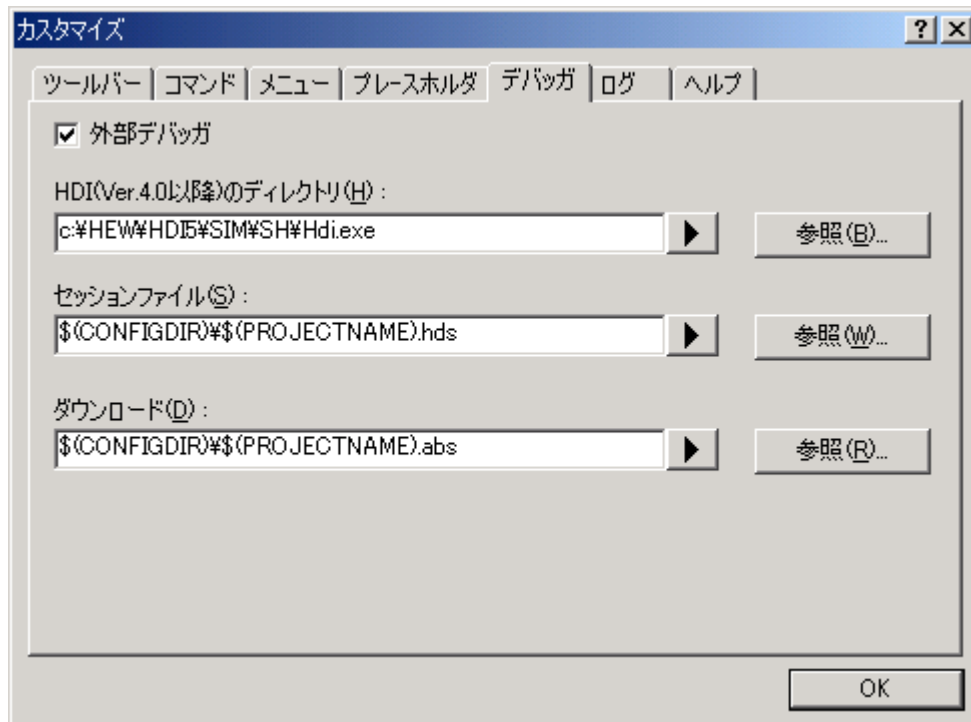 カスタマイズ
ツールバー コマンド メニュー プレースホルダ デバッガ ログ ヘルプ
外部デバッガ
HDI(Ver.4.0以降)のディレクトリ(H) :
c:¥HEW¥HDI5¥SIM¥SH¥Hdi.exe 参照(B)...
セッションファイル(S) :
$(CONFIGDIR)¥$(PROJECTNAME).hds 参照(W)...
ダウンロード(D) :
$(CONFIGDIR)¥$(PROJECTNAME).abs 参照(R)...
OK